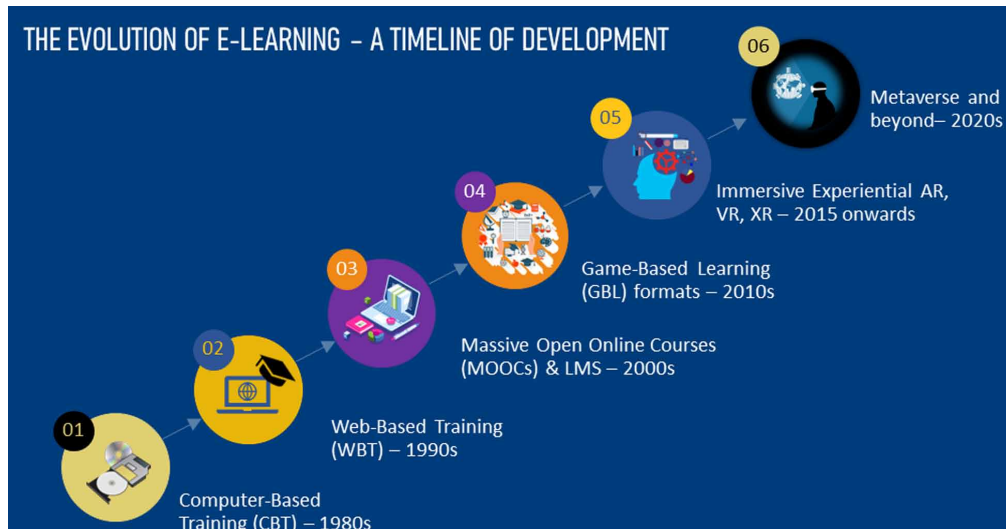 THE EVOLUTION OF E-LEARNING – A TIMELINE OF DEVELOPMENT
01
Computer-Based
Training (CBT) – 1980s
02
Web-Based Training
(WBT) – 1990s
03
Massive Open Online Courses
(MOOCs) & LMS – 2000s
04
Game-Based Learning
(GBL) formats – 2010s
05
Immersive Experiential AR,
VR, XR – 2015 onwards
06
Metaverse and
beyond– 2020s